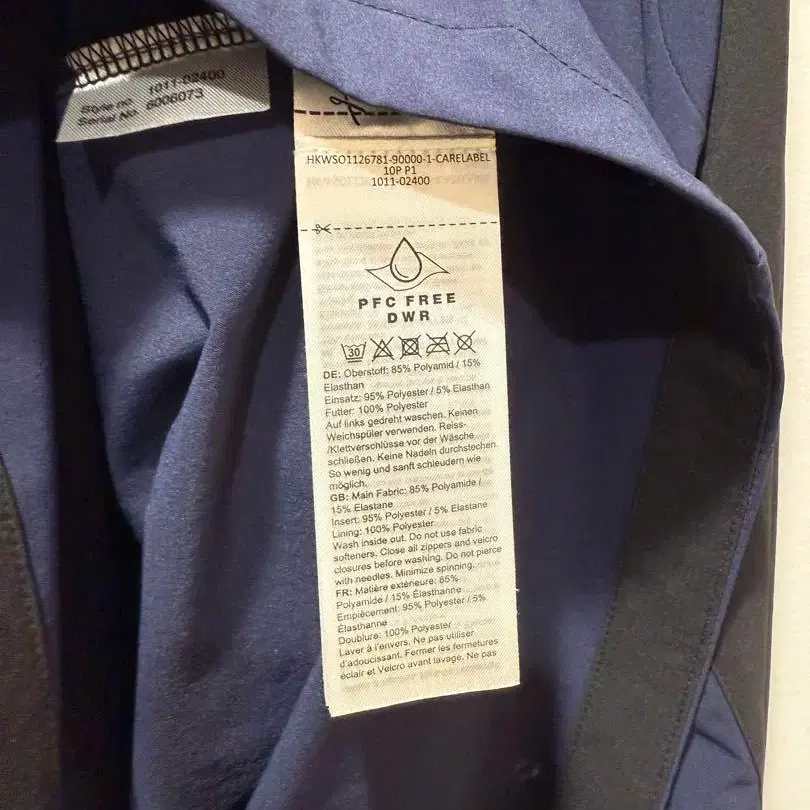 Style no. 1011-02400
Serial No. 6006073
HKWSO1126781-90000-1-CARELABEL
10P P1
1011-02400
PFC FREE
DWR
30
DE: Oberstoff: 85% Polyamid / 15%
Elasthan
Einsatz: 95% Polyester / 5% Elasthan
Futter: 100% Polyester
Auf links gedreht waschen. Keinen
Weichspüler verwenden. Reiss-
/Klettverschlüsse vor der Wäsche
schließen. Keine Nadeln durchstechen.
So wenig und sanft schleudern wie
möglich.
GB: Main Fabric: 85% Polyamide /
15% Elastane
Insert: 95% Polyester / 5% Elastane
Lining: 100% Polyester
Wash inside out. Do not use fabric
softeners. Close all zippers and velcro
closures before washing. Do not pierce
with needles. Minimize spinning.
FR: Matière extérieure: 85%
Polyamide / 15% Élasthanne
Empiècement: 95% Polyester / 5%
Élasthanne
Doublure: 100% Polyester
Laver à l'envers. Ne pas utiliser
d'adoucissant. Fermer les fermetures
éclair et Velcro avant lavage. Ne pas